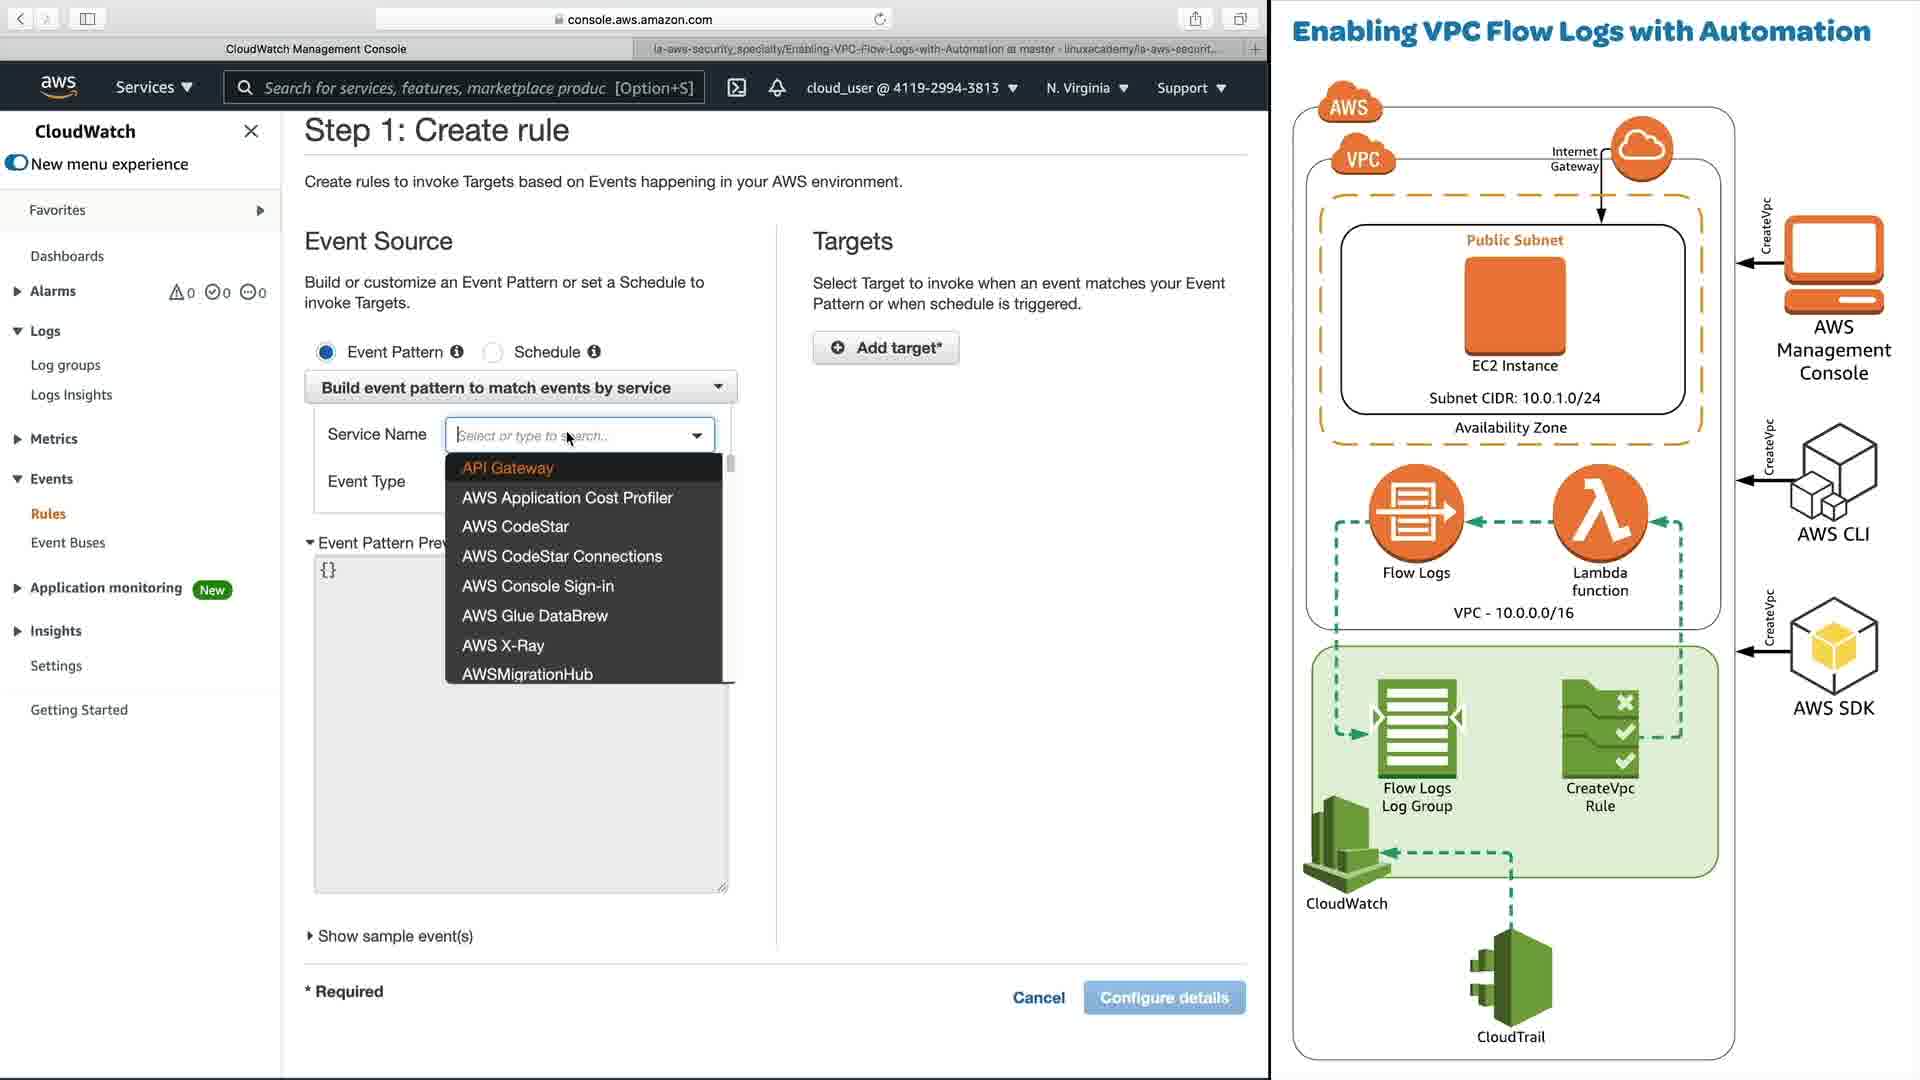 console.aws.amazon.com
CloudWatch Management Console
la-aws-security_specialty/Enabling-VPC-Flow-Logs-with-Automation at master · linuxacademy/la-aws-securit...
aws
Services
Search for services, features, marketplace produc [Option+S]
cloud_user @ 4119-2994-3813
N. Virginia
Support
CloudWatch
New menu experience
Favorites
Dashboards
Alarms
0
0
0
Logs
Log groups
Logs Insights
Metrics
Events
Rules
Event Buses
Application monitoring
New
Insights
Settings
Getting Started
Step 1: Create rule
Create rules to invoke Targets based on Events happening in your AWS environment.
Event Source
Build or customize an Event Pattern or set a Schedule to
invoke Targets.
Event Pattern
Schedule
Build event pattern to match events by service
Service Name
Select or type to search..
Event Type
API Gateway
AWS Application Cost Profiler
AWS CodeStar
AWS CodeStar Connections
AWS Console Sign-in
AWS Glue DataBrew
AWS X-Ray
AWSMigrationHub
Event Pattern Prev
{}
Show sample event(s)
* Required
Cancel
Configure details
Targets
Select Target to invoke when an event matches your Event
Pattern or when schedule is triggered.
Add target*
Enabling VPC Flow Logs with Automation
AWS
VPC
Internet
Gateway
Public Subnet
EC2 Instance
Subnet CIDR: 10.0.1.0/24
Availability Zone
Flow Logs
Lambda
function
VPC - 10.0.0.0/16
Flow Logs
Log Group
CreateVpc
Rule
CloudWatch
CloudTrail
CreateVpc
AWS
Management
Console
CreateVpc
AWS CLI
CreateVpc
AWS SDK